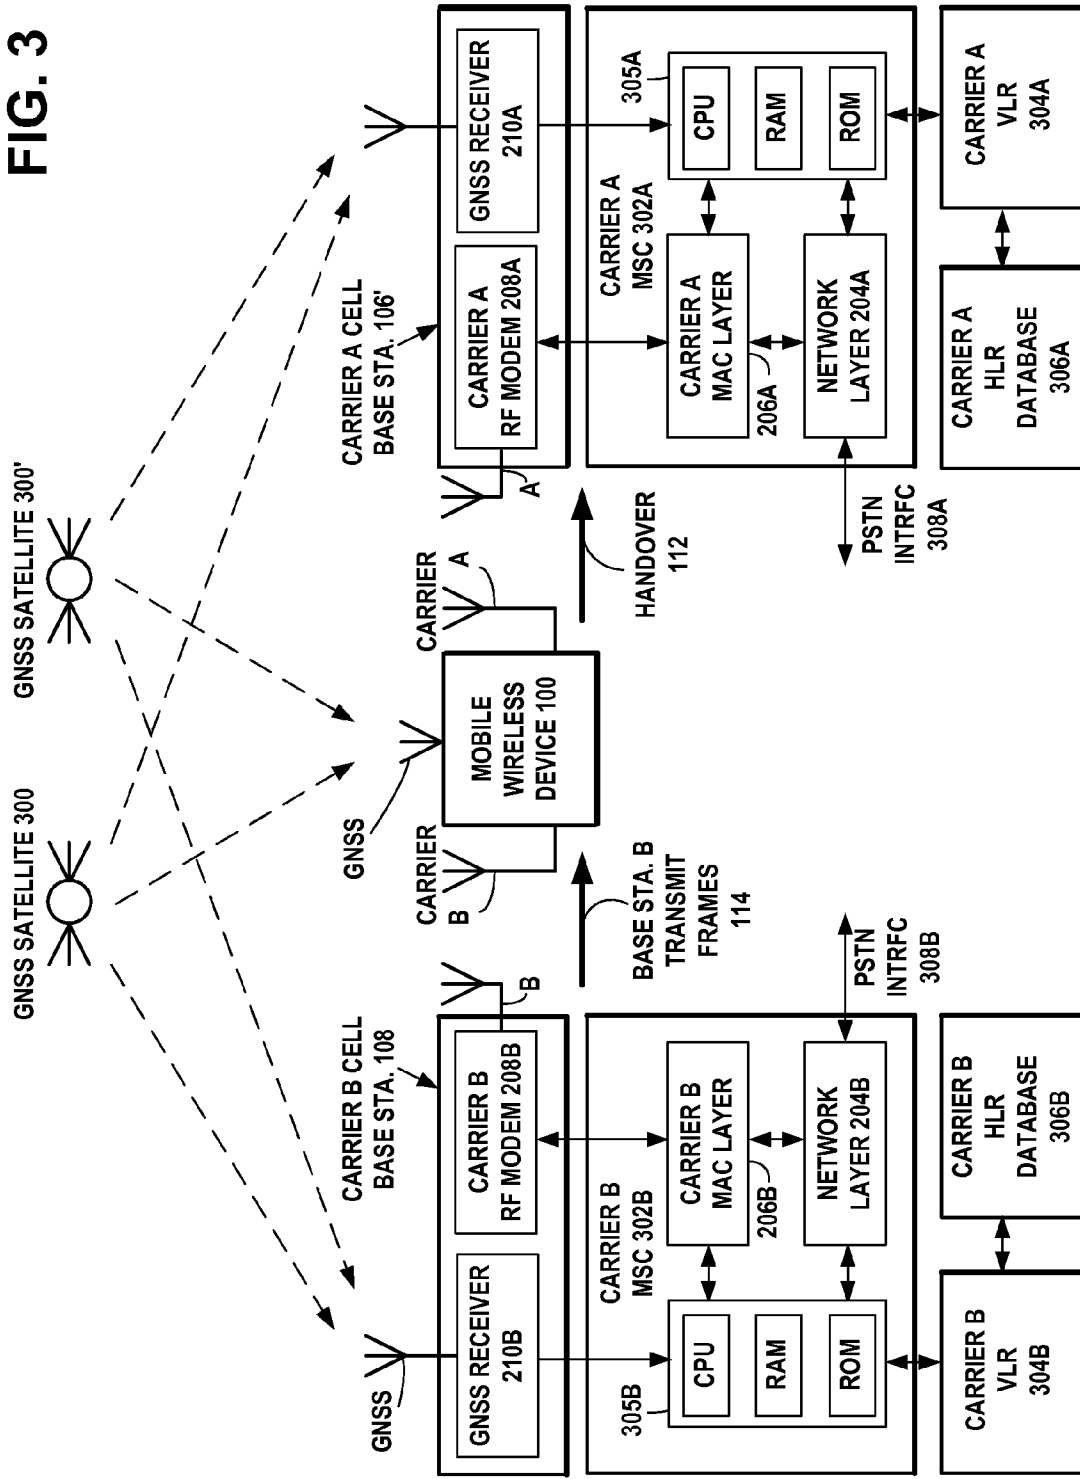 FIG. 3
GNSS SATELLITE 300
GNSS SATELLITE 300'
GNSS
CARRIER B CELL
BASE STA. 108
GNSS
CARRIER
B
CARRIER
A
CARRIER A CELL
BASE STA. 106'
GNSS RECEIVER
210B
CARRIER B
RF MODEM 208B
B
MOBILE
WIRELESS
DEVICE 100
A
CARRIER A
RF MODEM 208A
GNSS RECEIVER
210A
305B
CARRIER B
MSC 302B
BASE STA. B
TRANSMIT
FRAMES
114
HANDOVER
112
CARRIER A
MSC 302A
305A
CPU
RAM
ROM
CARRIER B
MAC LAYER
206B
NETWORK
LAYER 204B
PSTN
INTRFC
308B
PSTN
INTRFC
308A
CARRIER A
MAC LAYER
206A
NETWORK
LAYER 204A
CPU
RAM
ROM
CARRIER B
VLR
304B
CARRIER B
HLR
DATABASE
306B
CARRIER A
HLR
DATABASE
306A
CARRIER A
VLR
304A